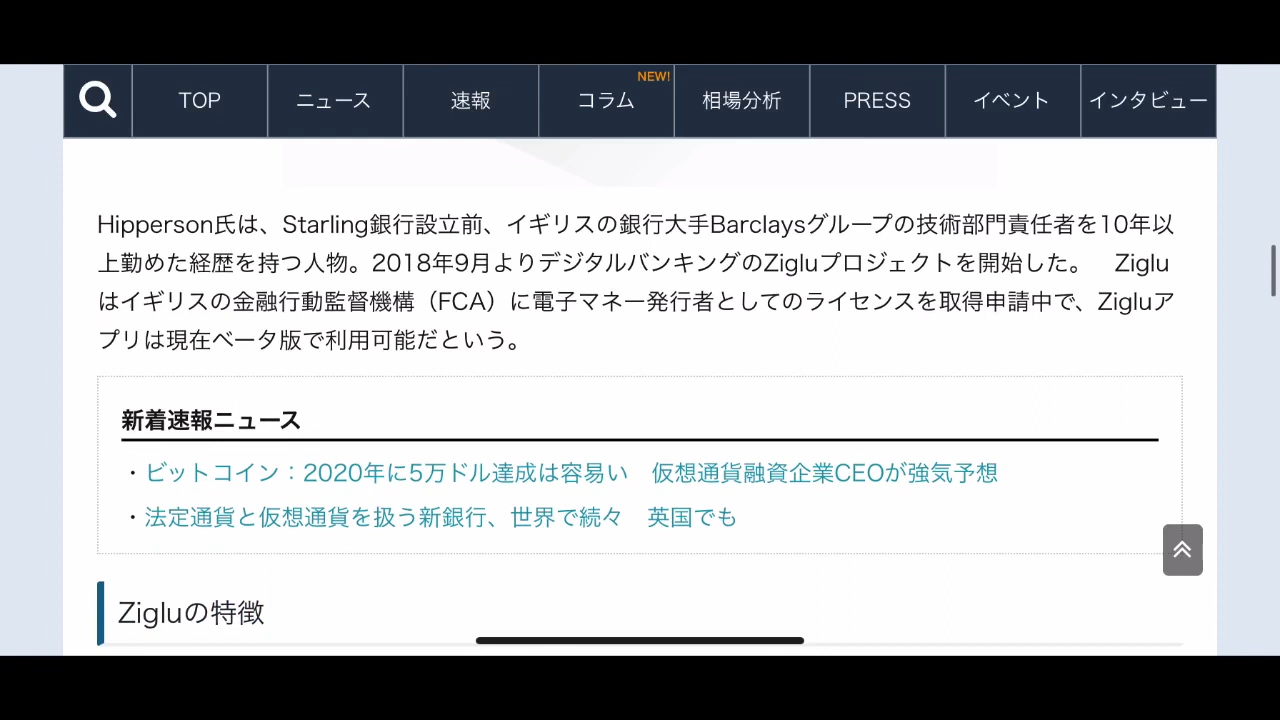 NEW!
TOP
ニュース
速報
コラム
相場分析
PRESS
イベント
インタビュー
Hipperson氏は、Starling銀行設立前、イギリスの銀行大手Barclaysグループの技術部門責任者を10年以
上勤めた経歴を持つ人物。2018年9月よりデジタルバンキングのZigluプロジェクトを開始した。　Ziglu
はイギリスの金融行動監督機構（FCA）に電子マネー発行者としてのライセンスを取得申請中で、Zigluア
プリは現在ベータ版で利用可能だという。
新着速報ニュース
・ビットコイン：2020年に5万ドル達成は容易い　仮想通貨融資企業CEOが強気予想
・法定通貨と仮想通貨を扱う新銀行、世界で続々　英国でも
Zigluの特徴